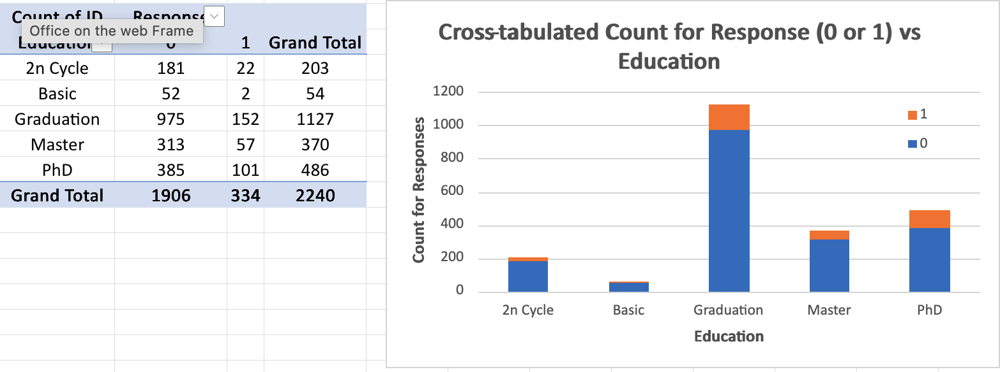 Count of ID Response
Office on the web Frame
Education 0 1 Grand Total
2n Cycle 181 22 203
Basic 52 2 54
Graduation 975 152 1127
Master 313 57 370
PhD 385 101 486
Grand Total 1906 334 2240
Cross-tabulated Count for Response (0 or 1) vs
Education
Count for Responses
1200
1000
800
600
400
200
0
1
0
2n Cycle Basic Graduation Master PhD
Education